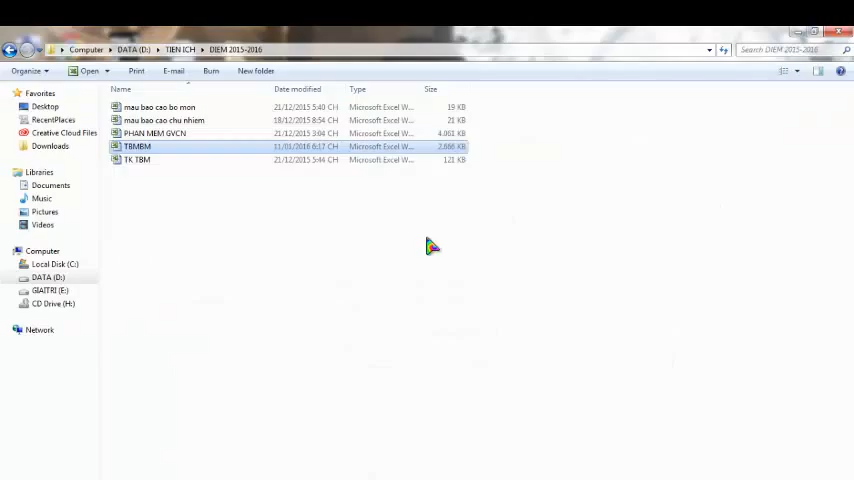 Computer ▸ DATA (D:) ▸ TIEN ICH ▸ DIEM 2015-2016
Search DIEM 2015-2016
Organize Open Print E-mail Burn New folder
Name Date modified Type Size
Favorites
Desktop
RecentPlaces
Creative Cloud Files
Downloads
Libraries
Documents
Music
Pictures
Videos
Computer
Local Disk (C:)
DATA (D:)
GIAITRI (E:)
CD Drive (H:)
Network
mau bao cao bo mon 21/12/2015 5:40 CH Microsoft Excel W... 19 KB
mau bao cao chu nhiem 18/12/2015 8:54 CH Microsoft Excel W... 21 KB
PHAN MEM GVCN 21/12/2015 3:04 CH Microsoft Excel W... 4,061 KB
TBMBM 11/01/2016 6:17 CH Microsoft Excel W... 2,666 KB
TK TBM 21/12/2015 5:44 CH Microsoft Excel W... 121 KB